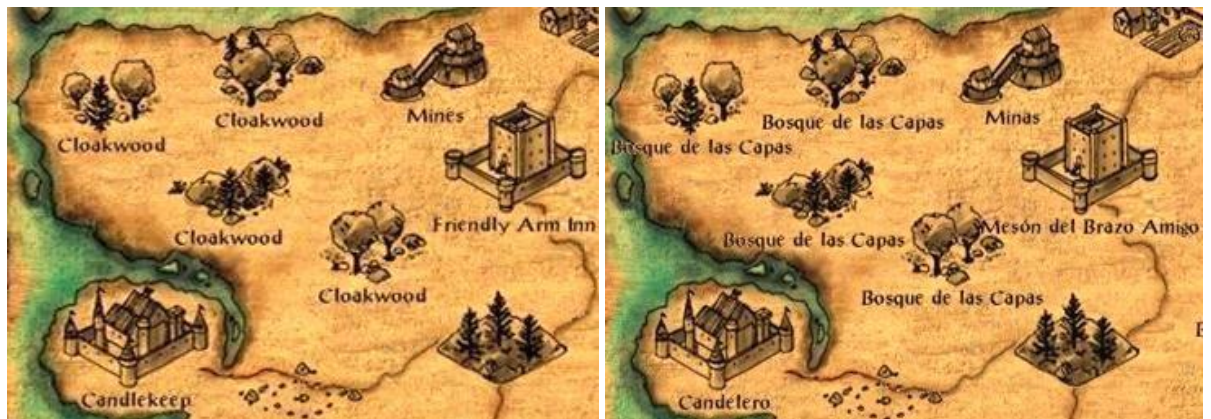 Cloakwood
Mines
Cloakwood
Friendly Arm Inn
Cloakwood
Cloakwood
Candlekeep
Bosque de las Capas
Minas
Bosque de las Capas
Mesón del Brazo Amigo
Bosque de las Capas
Bosque de las Capas
Candelero